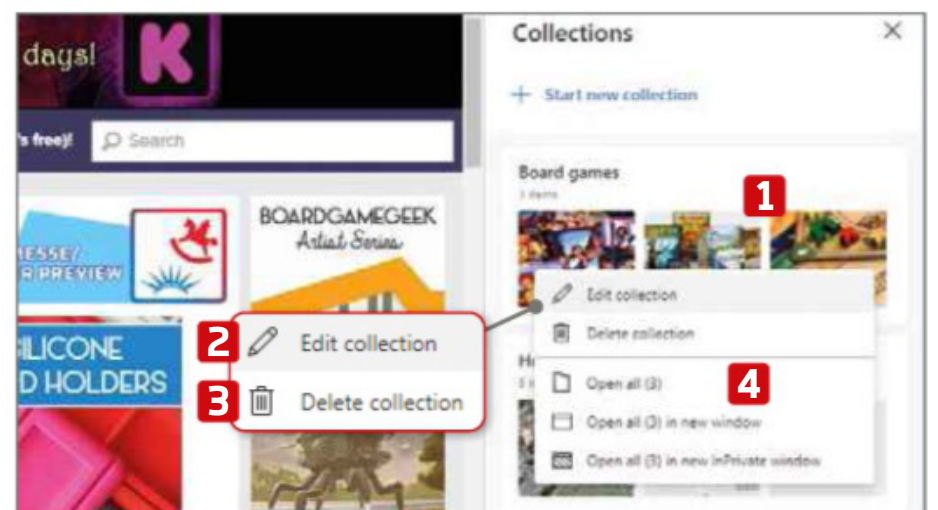 days!
K
's free)!
Search
BOARDGAMEGEEK
Artist Series
MESSE/
R PREVIEW
ILICONE
D HOLDERS
2 Edit collection
3 Delete collection
Collections
Start new collection
Board games
3 items
1
Edit collection
Delete collection
Open all (3)
4
Open all (3) in new window
Open all (3) in new InPrivate window